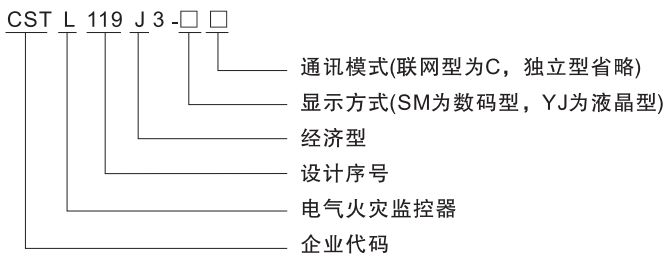 CST L 119 J 3 -□ □
通讯模式(联网型为C，独立型省略)
显示方式(SM为数码型，YJ为液晶型)
经济型
设计序号
电气火灾监控器
企业代码